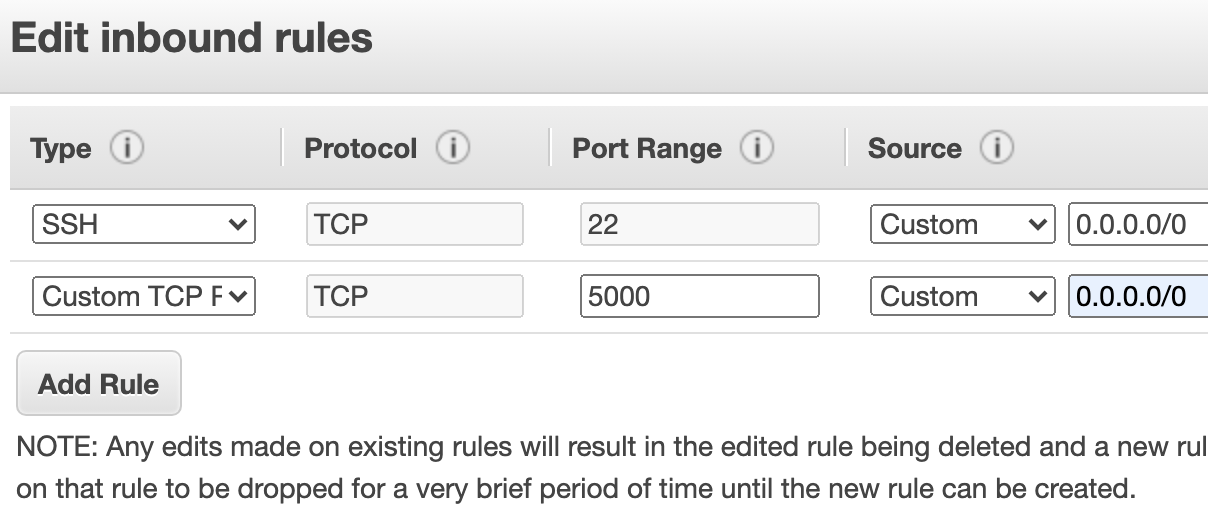 Edit inbound rules
Type Protocol Port Range Source
SSH TCP 22 Custom 0.0.0.0/0
Custom TCP TCP 5000 Custom 0.0.0.0/0
Add Rule
NOTE: Any edits made on existing rules will result in the edited rule being deleted and a new
on that rule to be dropped for a very brief period of time until the new rule can be created.